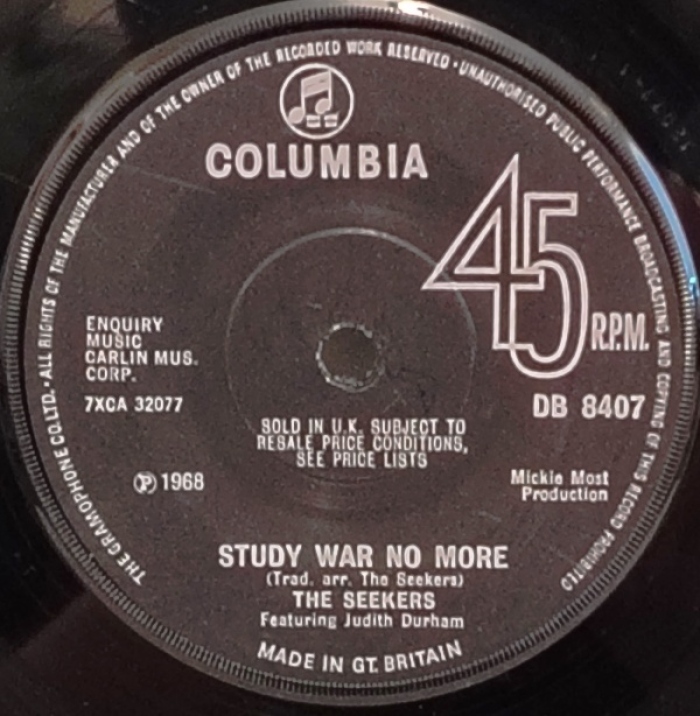 THE GRAMOPHONE CO. LTD. · ALL RIGHTS OF THE MANUFACTURER AND OF THE OWNER OF THE RECORDED WORK RESERVED · UNAUTHORISED PUBLIC PERFORMANCE BROADCASTING AND COPYING OF THIS RECORD PROHIBITED
COLUMBIA
45
R.P.M.
ENQUIRY
MUSIC
CARLIN MUS.
CORP.
7XCA 32077
DB 8407
SOLD IN U.K. SUBJECT TO
RESALE PRICE CONDITIONS,
SEE PRICE LISTS
℗ 1968
Mickie Most
Production
STUDY WAR NO MORE
(Trad. arr. The Seekers)
THE SEEKERS
Featuring Judith Durham
MADE IN GT. BRITAIN